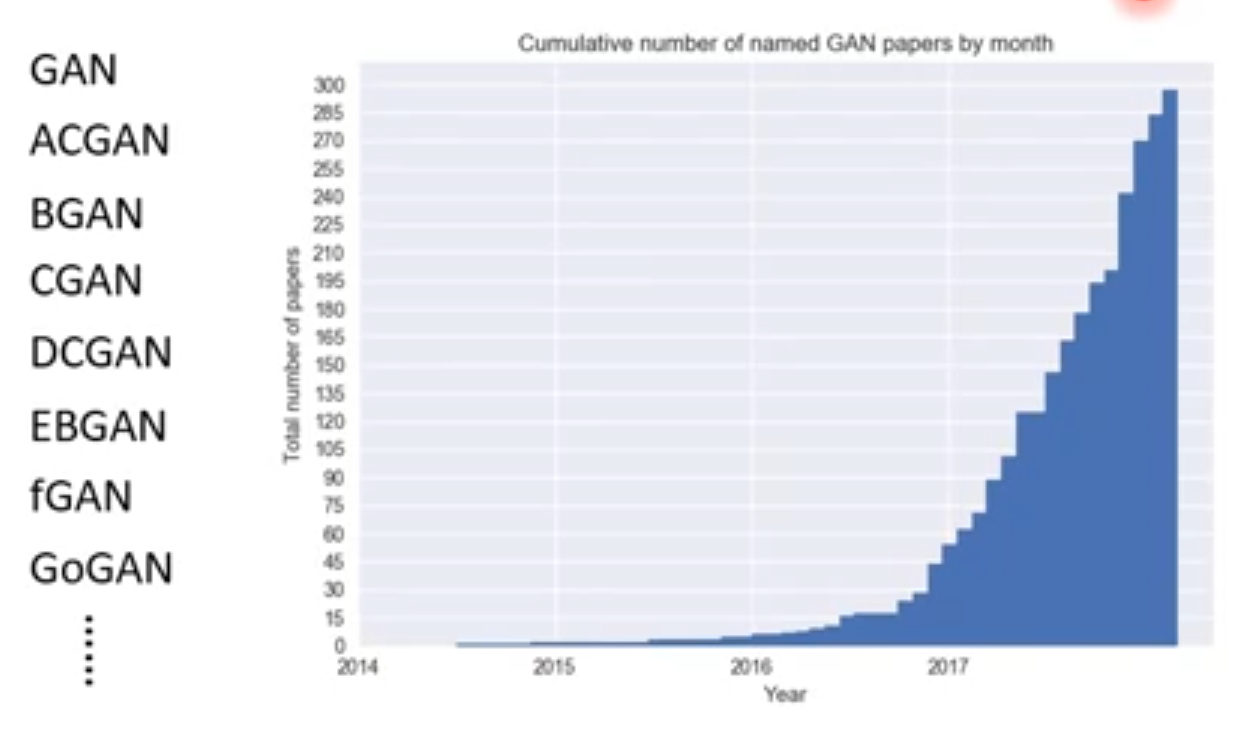 GAN
ACGAN
BGAN
CGAN
DCGAN
EBGAN
fGAN
GoGAN
......
Cumulative number of named GAN papers by month
Total number of papers
300
285
270
255
240
225
210
195
180
165
150
135
120
105
90
75
60
45
30
15
0
2014 2015 2016 2017
Year